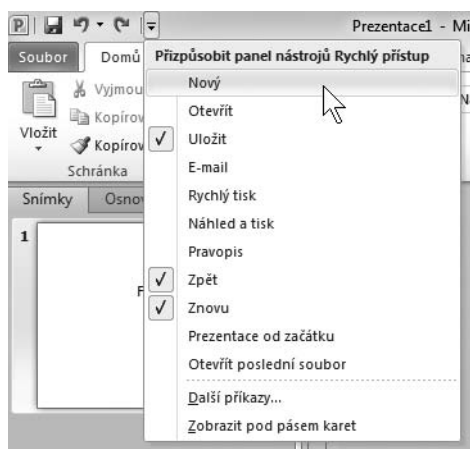 Prezentace1 - Mi
Soubor Domů
Přizpůsobit panel nástrojů Rychlý přístup
Vložit
Vyjmou
Kopírov
Kopírov
Schránka
Snímky Osnov
1
Nový
Otevřít
Uložit
E-mail
Rychlý tisk
Náhled a tisk
Pravopis
Zpět
Znovu
Prezentace od začátku
Otevřít poslední soubor
Další příkazy...
Zobrazit pod pásem karet